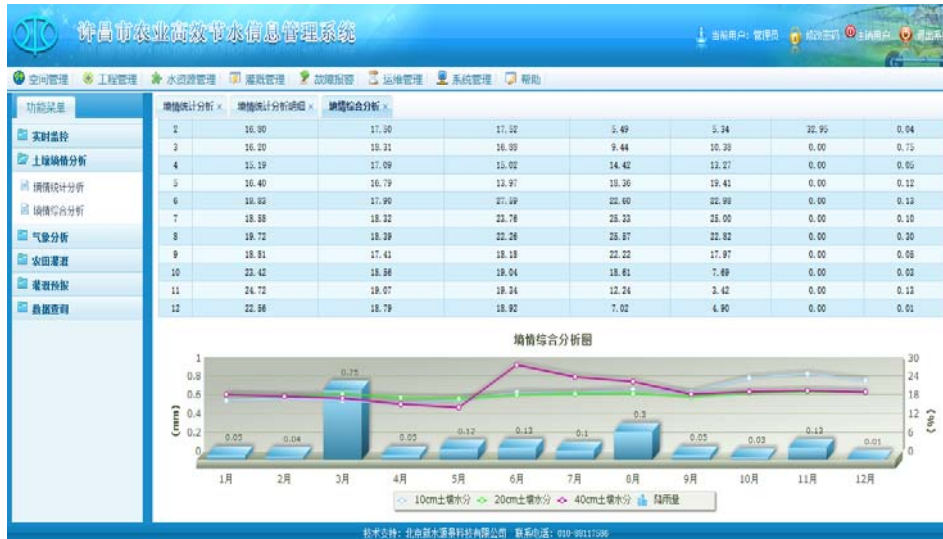 许昌市农业高效节水信息管理系统
当前用户：管理员 修改密码 注销用户 退出系
空间管理 工程管理 水资源管理 灌溉管理 故障报警 运维管理 系统管理 帮助
功能菜单 墒情统计分析 × 墒情统计分析明细 × 墒情综合分析 ×
实时监控
土壤墒情分析
墒情统计分析
墒情综合分析
气象分析
农田灌溉
灌溉预报
数据查询
2 16.80 17.50 17.52 5.49 5.34 32.95 0.04
3 16.20 18.31 16.89 9.44 10.38 0.00 0.75
4 15.19 17.09 15.02 14.42 13.27 0.00 0.05
5 16.40 16.79 13.97 18.36 19.41 0.00 0.12
6 19.83 17.90 27.59 22.60 22.98 0.00 0.13
7 18.58 18.32 23.76 25.33 25.00 0.00 0.10
8 19.72 18.39 22.26 25.57 22.82 0.00 0.30
9 18.81 17.41 18.18 22.22 17.97 0.00 0.05
10 23.42 18.56 19.04 18.61 7.69 0.00 0.03
11 24.72 19.07 19.34 12.24 3.42 0.00 0.13
12 22.56 18.79 18.92 7.02 4.90 0.00 0.01
墒情综合分析图
1 0.8 0.6 0.4 0.2 0
(mm)
30 24 18 12 6 0
(%)
0.05 0.04 0.75 0.05 0.12 0.13 0.1 0.3 0.05 0.03 0.13 0.01
1月 2月 3月 4月 5月 6月 7月 8月 9月 10月 11月 12月
10cm土壤水分 20cm土壤水分 40cm土壤水分 降雨量
技术支持：北京 水源泰科技有限公司 联系电话：010-88117586